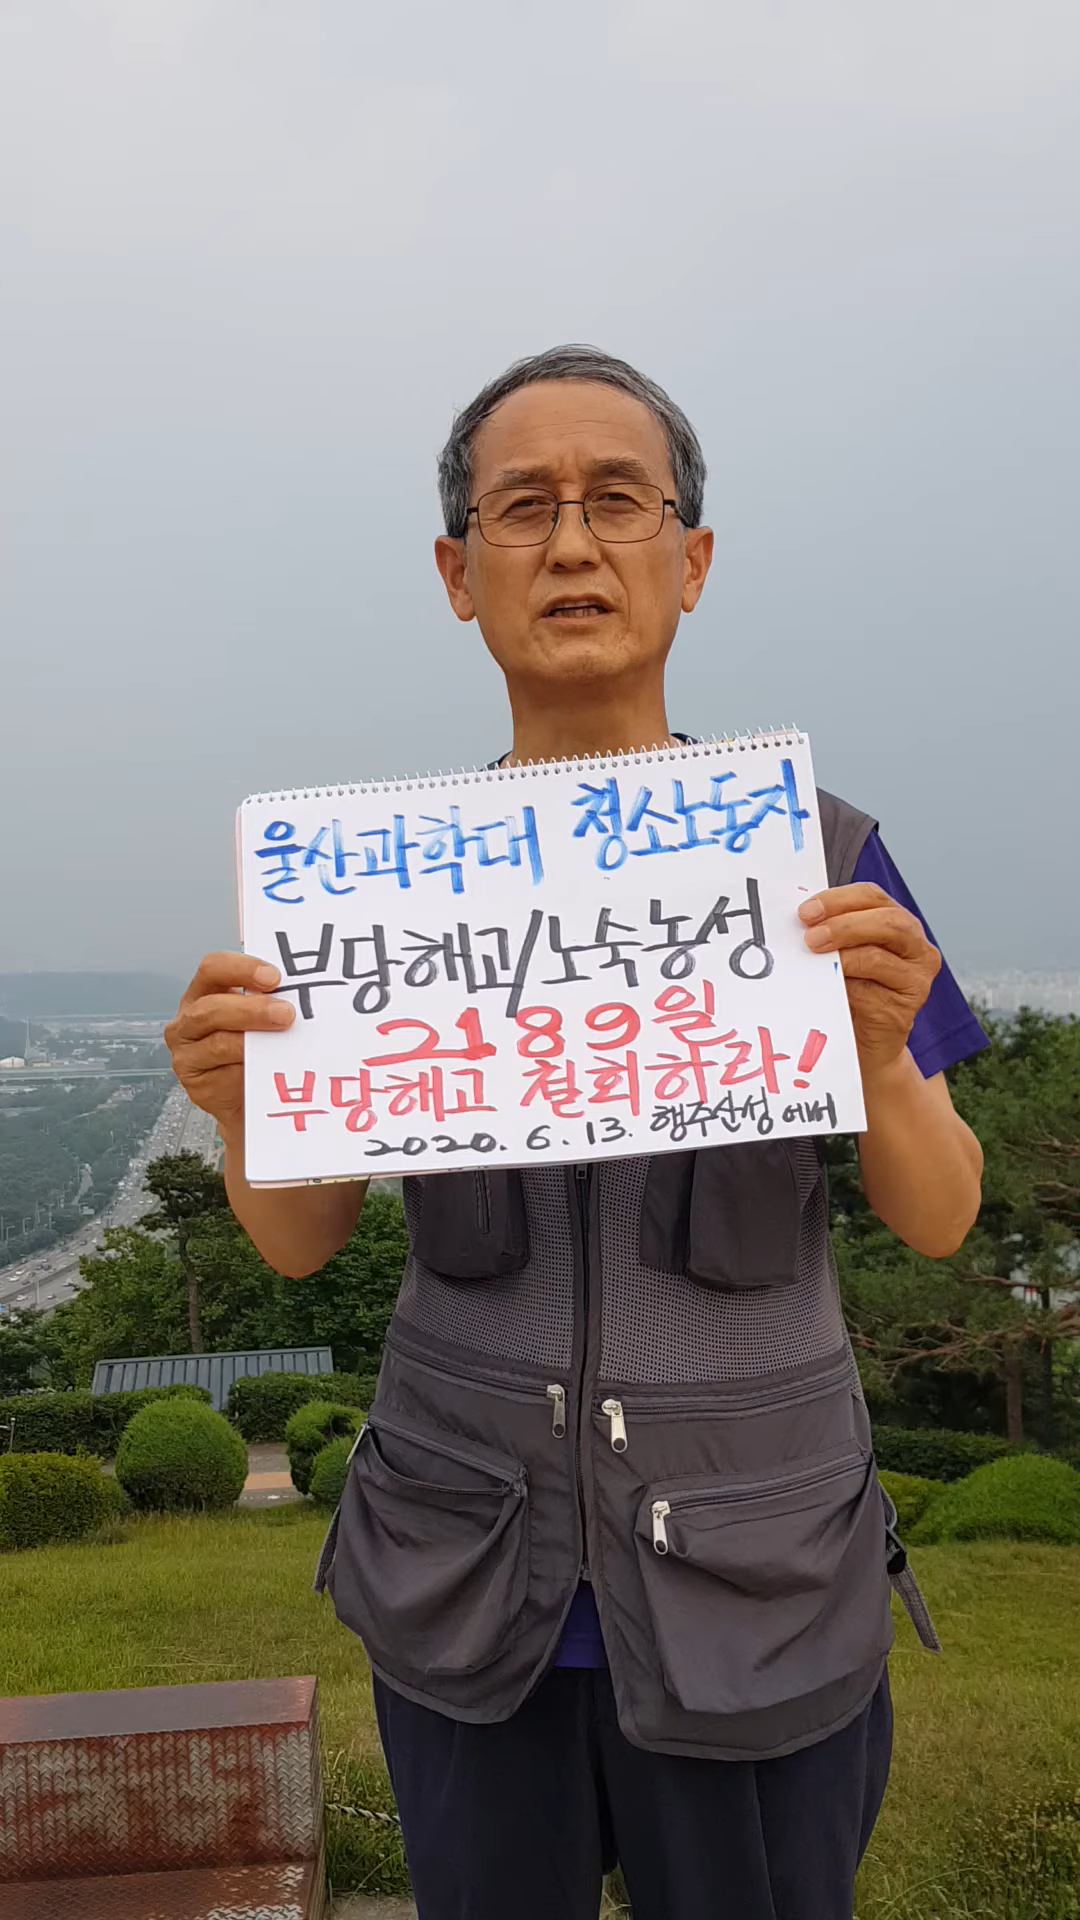 울산과학대 청소노동자
부당해고/노숙농성
2189일
부당해고 철회하라!
2020. 6. 13. 행주산성 에서